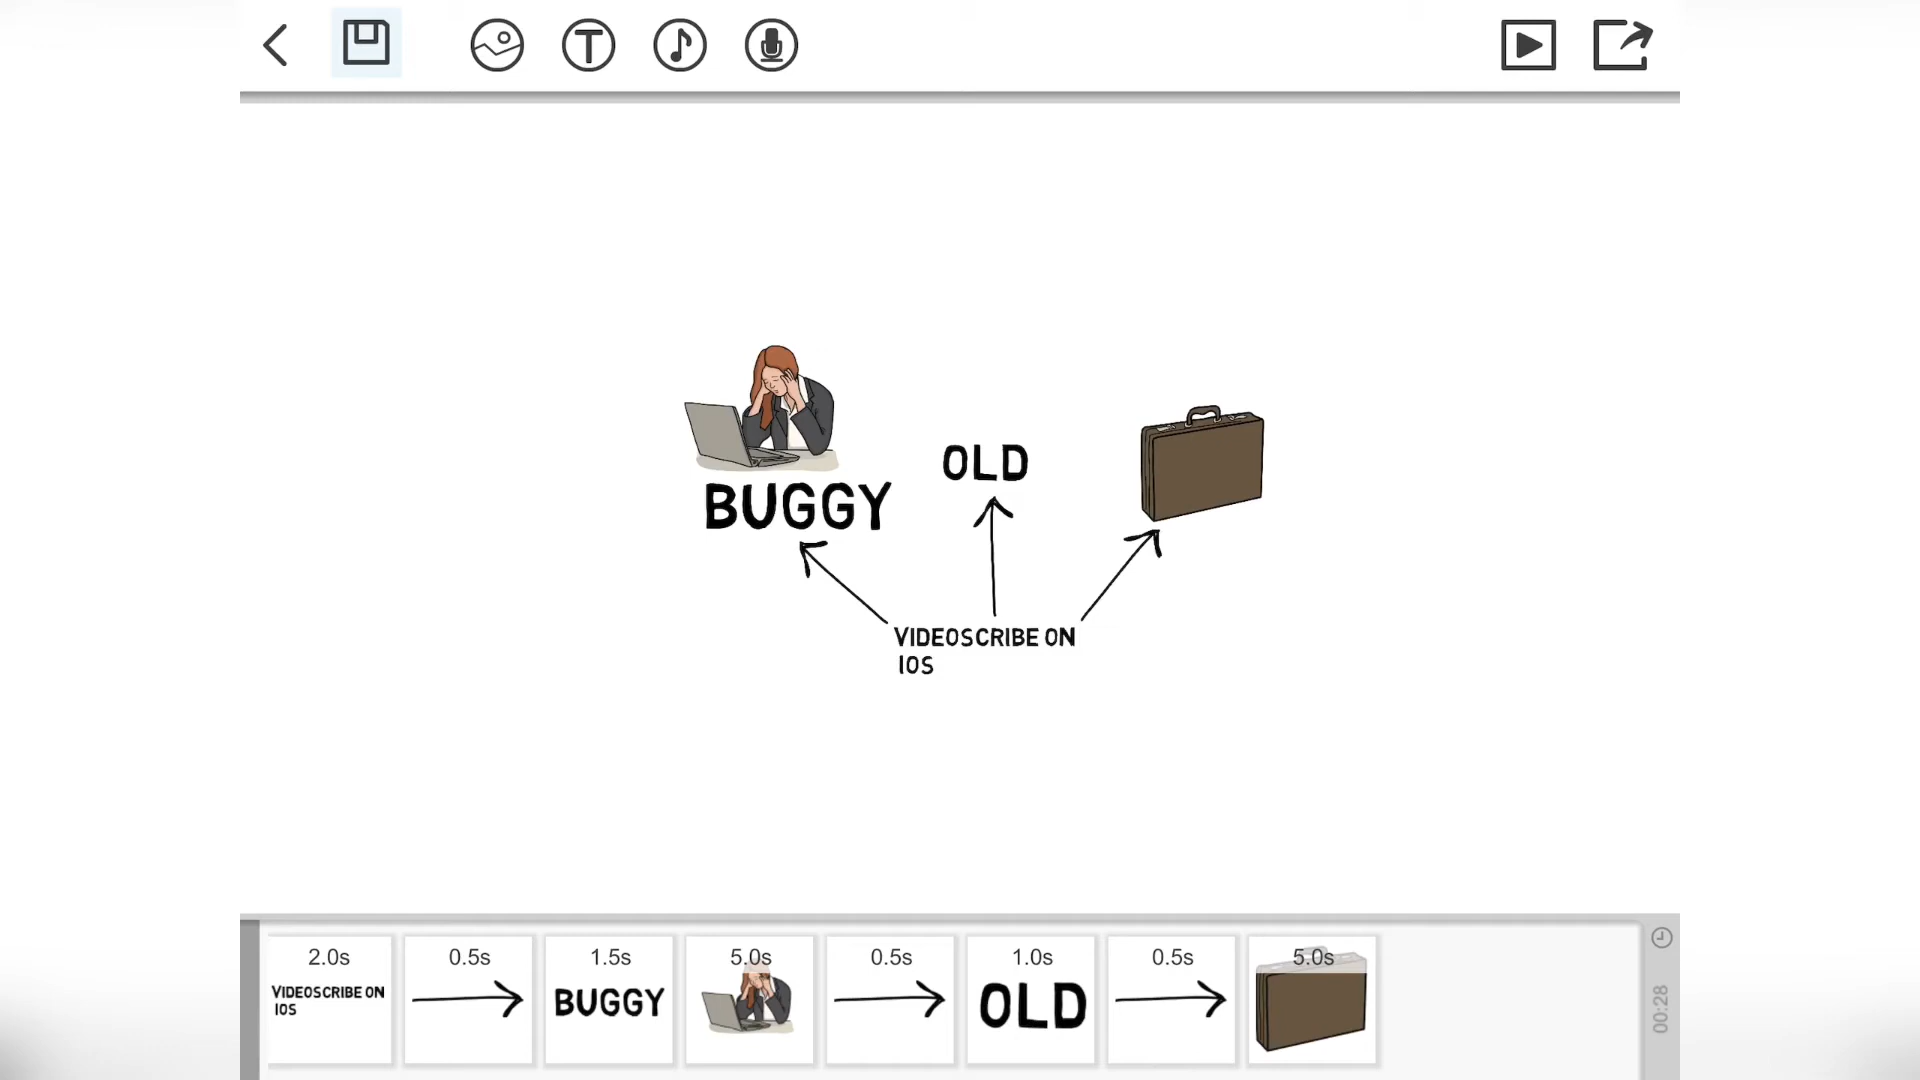 T
OLD
BUGGY
VIDEOSCRIBE ON
IOS
2.0s
0.5s
1.5s
5.0s
0.5s
1.0s
0.5s
5.0s
VIDEOSCRIBE ON
IOS
BUGGY
OLD
00:28